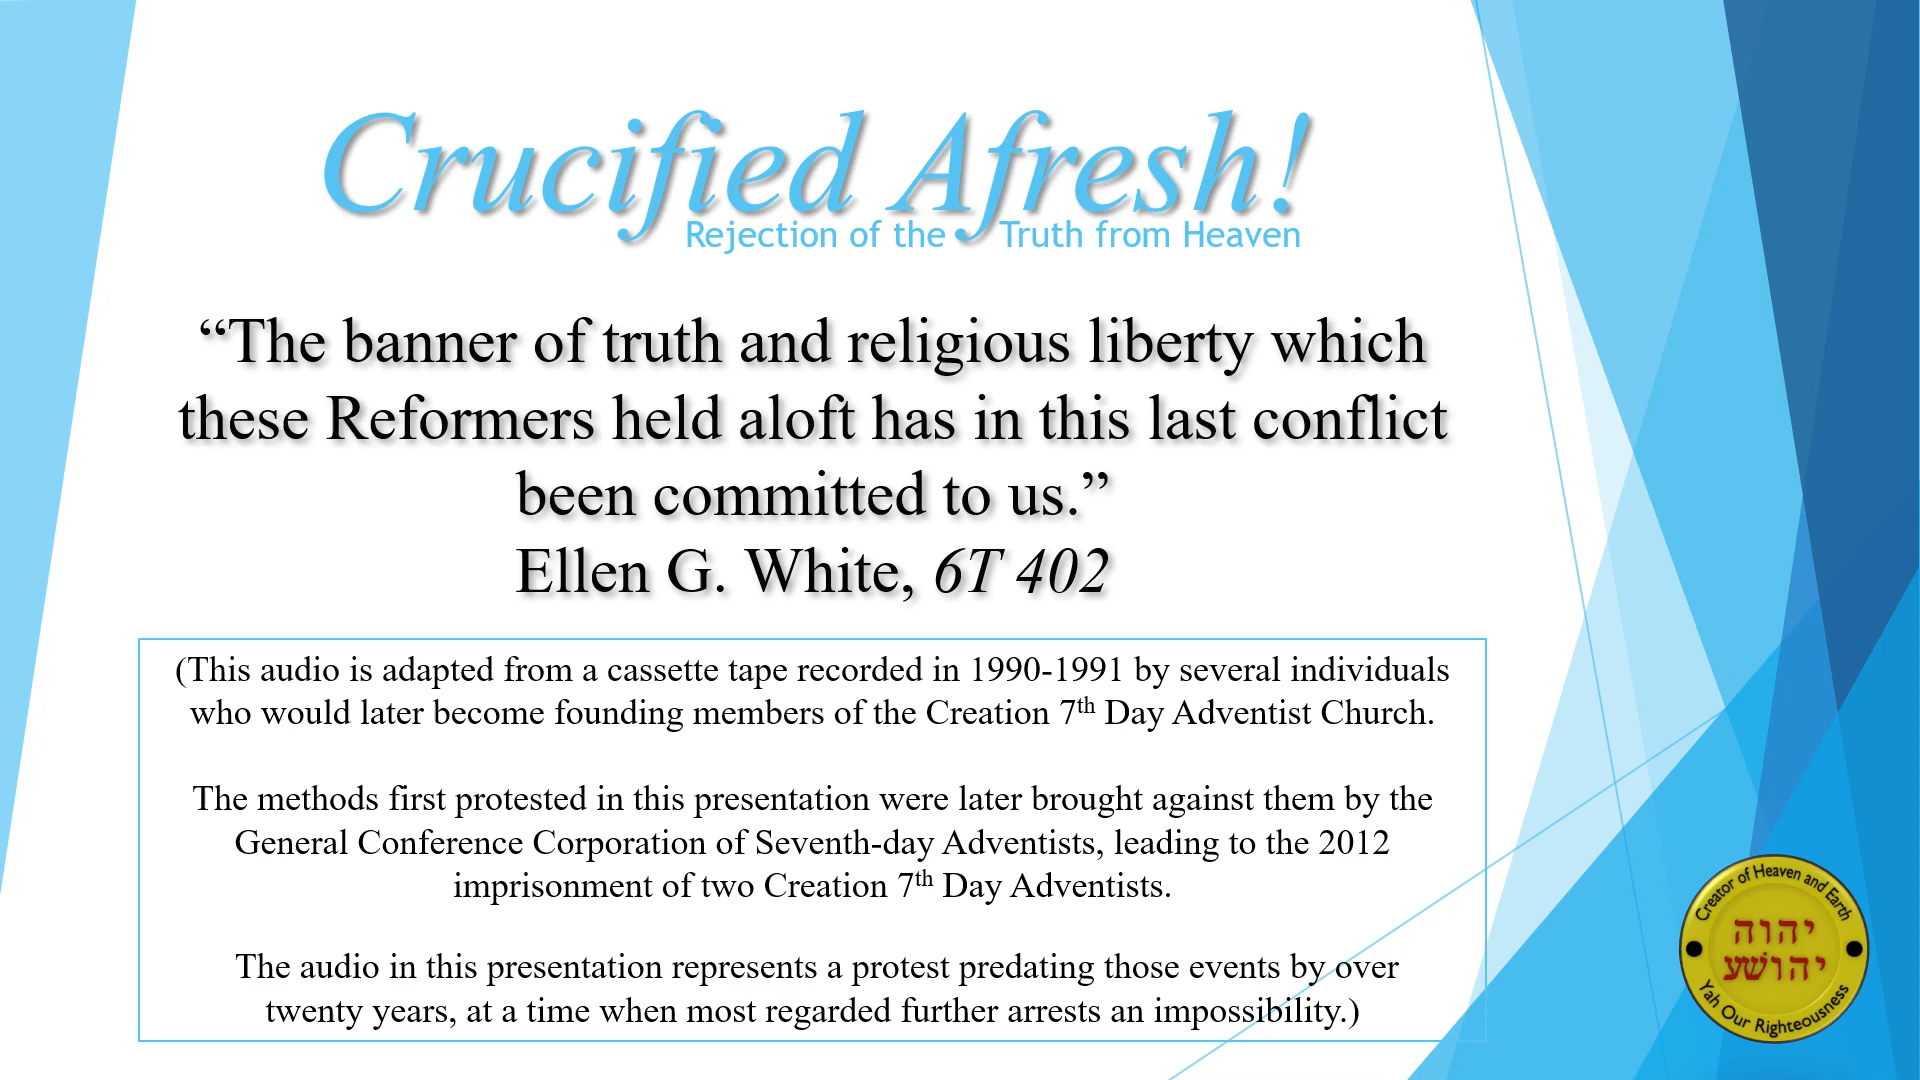 Crucified Afresh!
Rejection of the Truth from Heaven
“The banner of truth and religious liberty which
these Reformers held aloft has in this last conflict
been committed to us.”
Ellen G. White, 6T 402
(This audio is adapted from a cassette tape recorded in 1990-1991 by several individuals
who would later become founding members of the Creation 7th Day Adventist Church.
The methods first protested in this presentation were later brought against them by the
General Conference Corporation of Seventh-day Adventists, leading to the 2012
imprisonment of two Creation 7th Day Adventists.
The audio in this presentation represents a protest predating those events by over
twenty years, at a time when most regarded further arrests an impossibility.)
Creator of Heaven and Earth
יהוה
יהושע
Yah Our Righteousness